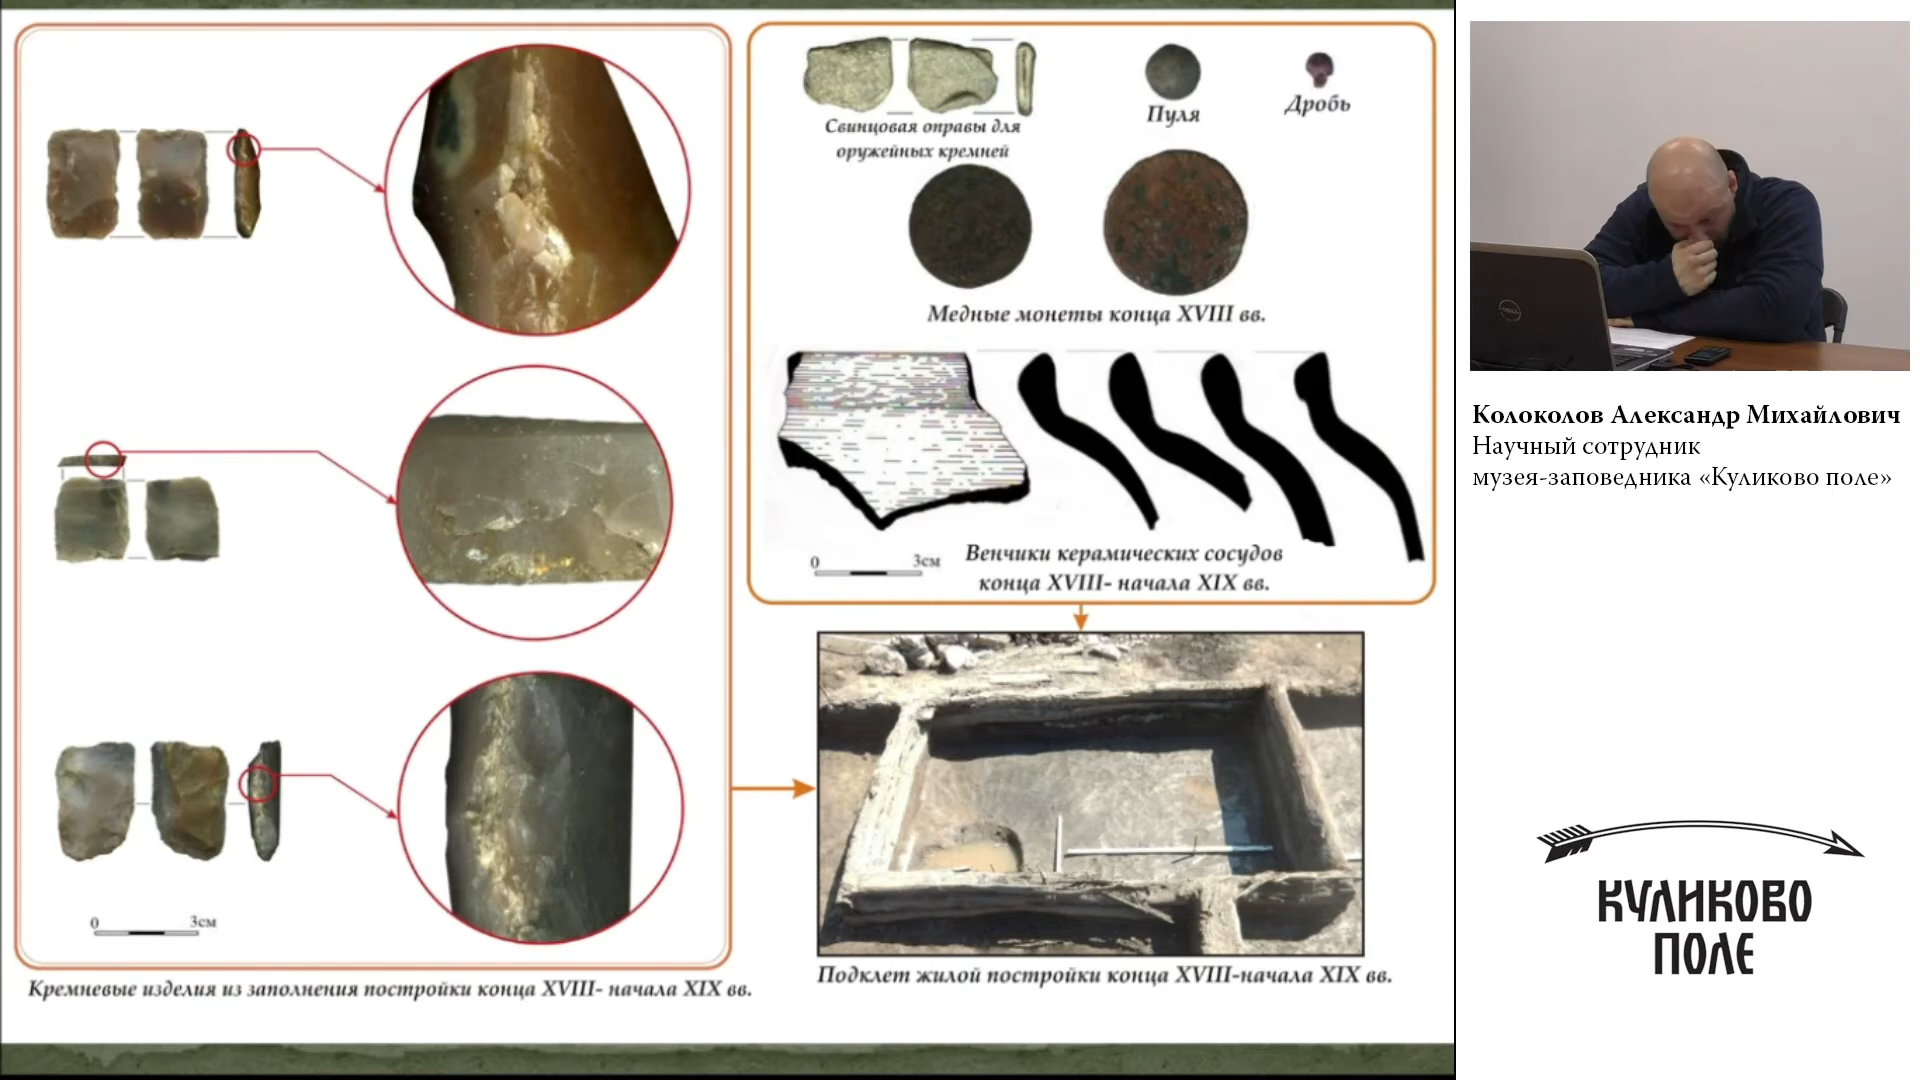 Свинцовая оправы для
оружейных кремней
Пуля
Дробь
Медные монеты конца XVIII вв.
0 3см
Венчики керамических сосудов
конца XVIII- начала XIX вв.
0 3см
Кремневые изделия из заполнения постройки конца XVIII- начала XIX вв.
Подклет жилой постройки конца XVIII-начала XIX вв.
DELL
Колоколов Александр Михайлович
Научный сотрудник
музея-заповедника «Куликово поле»
КУЛИКОВО
ПОЛЕ